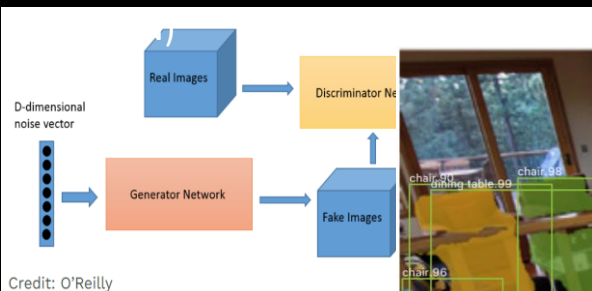 Real Images
D-dimensional
noise vector
Discriminator Ne
Generator Network
Fake Images
chair.90
dining table.99
chair.98
chair.96
Credit: O'Reilly